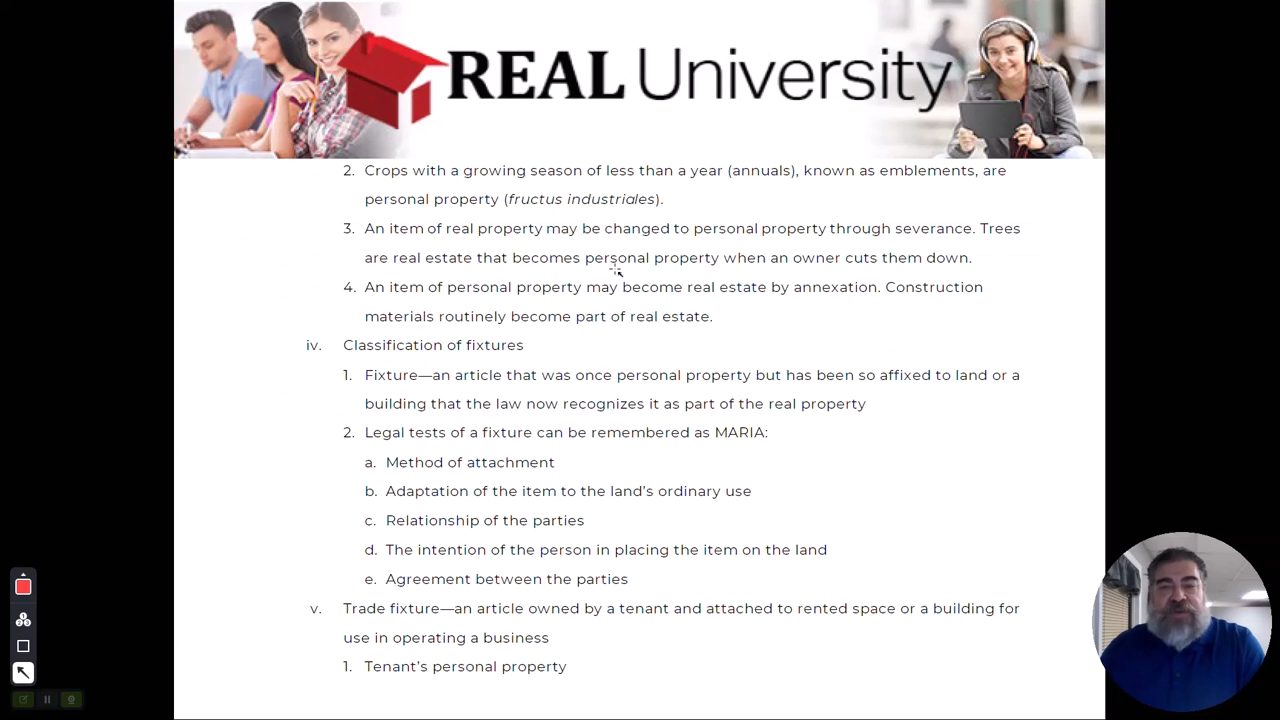 REAL University
2. Crops with a growing season of less than a year (annuals), known as emblements, are
personal property (fructus industriales).
3. An item of real property may be changed to personal property through severance. Trees
are real estate that becomes personal property when an owner cuts them down.
4. An item of personal property may become real estate by annexation. Construction
materials routinely become part of real estate.
iv. Classification of fixtures
1. Fixture—an article that was once personal property but has been so affixed to land or a
building that the law now recognizes it as part of the real property
2. Legal tests of a fixture can be remembered as MARIA:
a. Method of attachment
b. Adaptation of the item to the land's ordinary use
c. Relationship of the parties
d. The intention of the person in placing the item on the land
e. Agreement between the parties
v. Trade fixture—an article owned by a tenant and attached to rented space or a building for
use in operating a business
1. Tenant's personal property